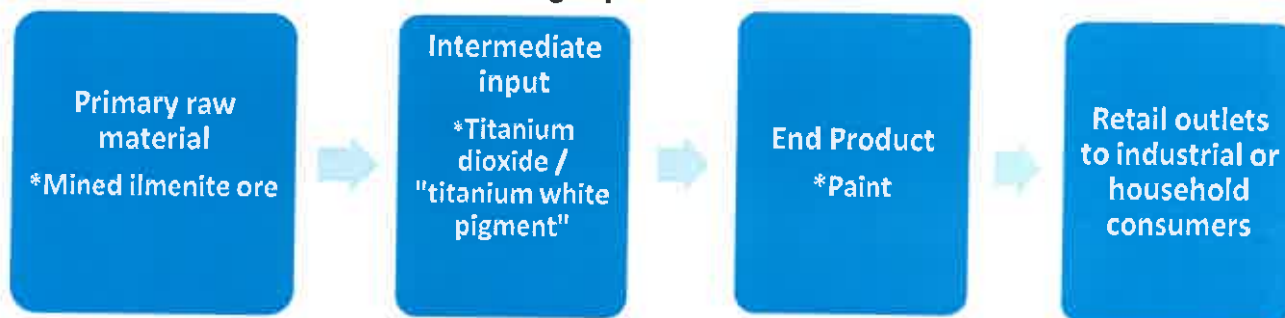 Primary raw
material
*Mined ilmenite ore
Intermediate
input
*Titanium
dioxide /
"titanium white
pigment"
End Product
*Paint
Retail outlets
to industrial or
household
consumers